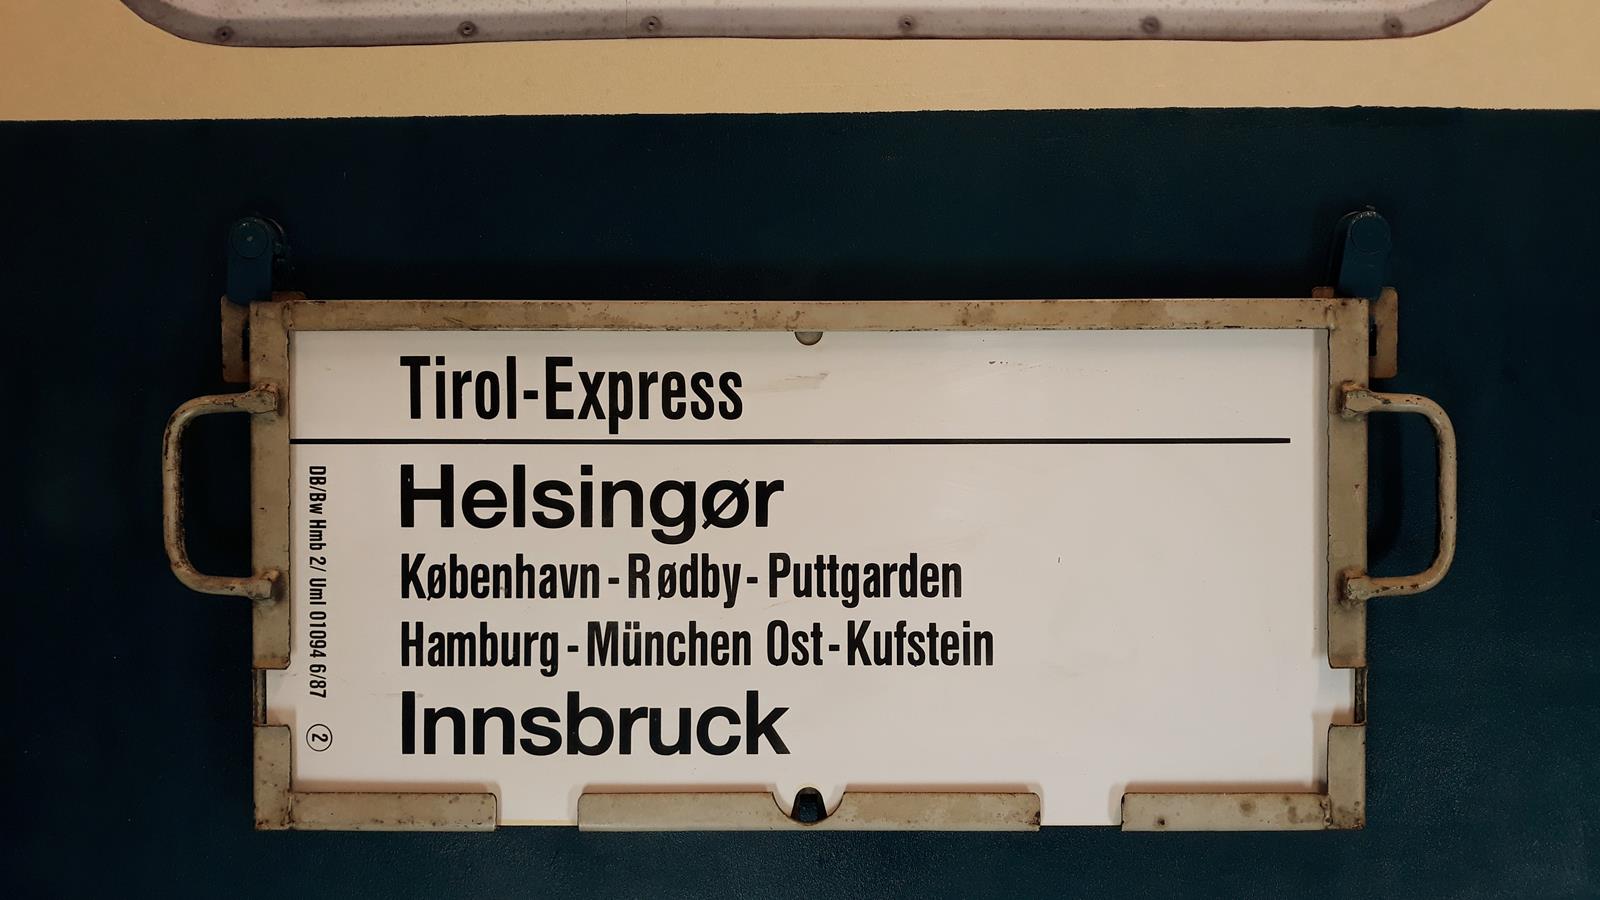 Tirol-Express
Helsingør
København - Rødby - Puttgarden
Hamburg - München Ost - Kufstein
Innsbruck
DB/Bw Hmb 2/ Uml 01094 6/87 2